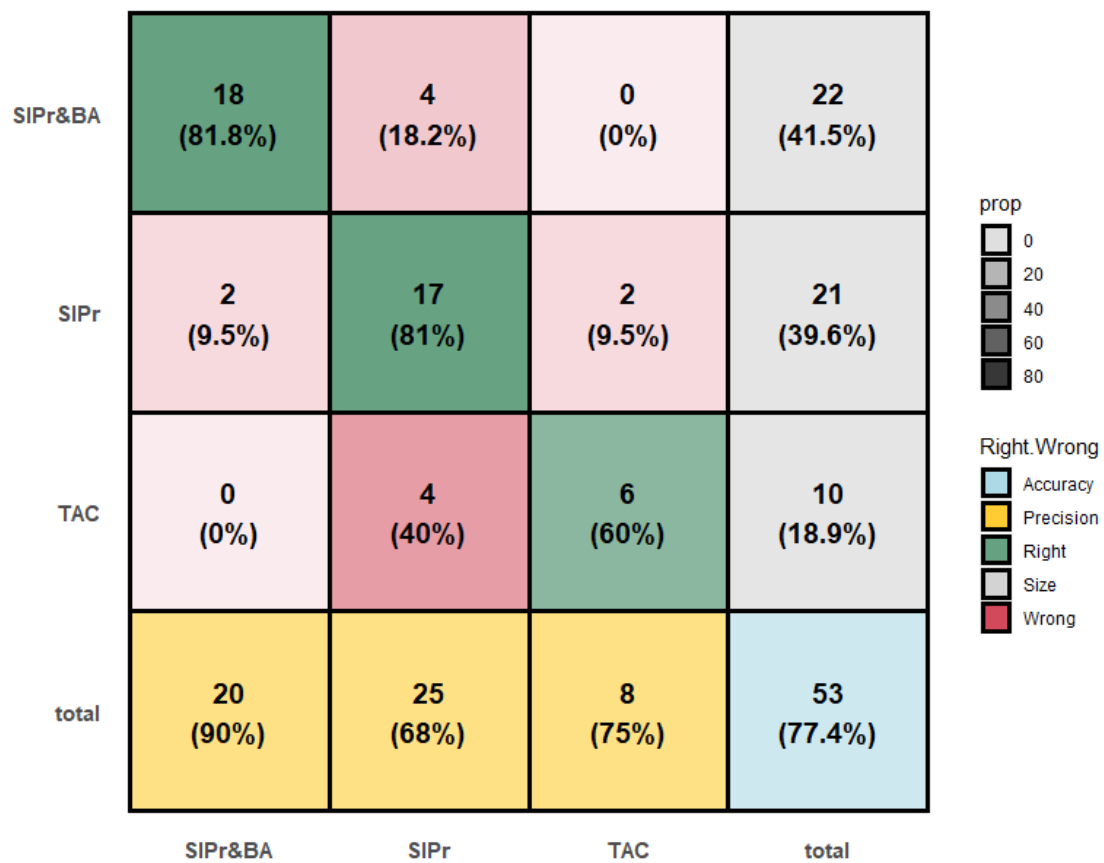 SIPr&BA
18
(81.8%)
4
(18.2%)
0
(0%)
22
(41.5%)
SIPr
2
(9.5%)
17
(81%)
2
(9.5%)
21
(39.6%)
TAC
0
(0%)
4
(40%)
6
(60%)
10
(18.9%)
total
20
(90%)
25
(68%)
8
(75%)
53
(77.4%)
SIPr&BA
SIPr
TAC
total
prop
0
20
40
60
80
Right.Wrong
Accuracy
Precision
Right
Size
Wrong